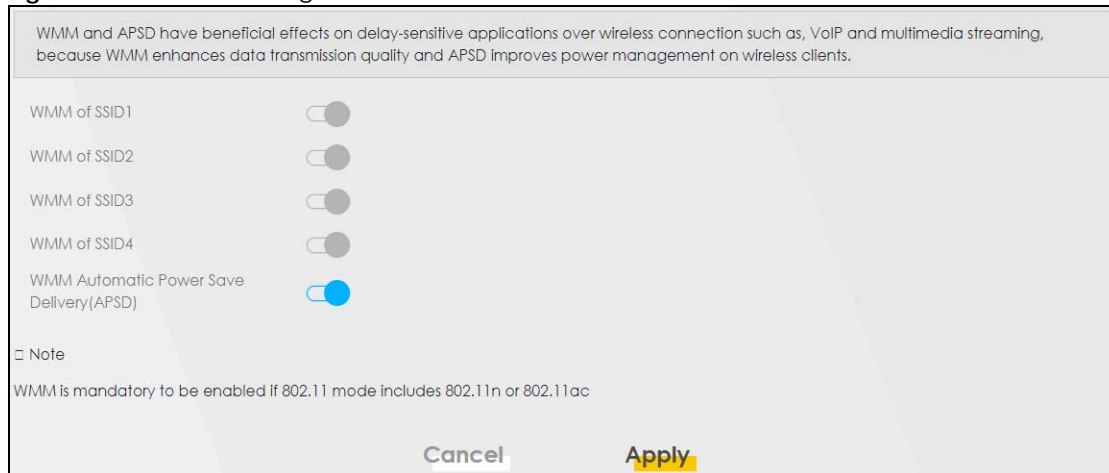 WMM and APSD have beneficial effects on delay-sensitive applications over wireless connection such as, VoIP and multimedia streaming,
because WMM enhances data transmission quality and APSD improves power management on wireless clients.
WMM of SSID1
WMM of SSID2
WMM of SSID3
WMM of SSID4
WMM Automatic Power Save
Delivery(APSD)
□ Note
WMM is mandatory to be enabled if 802.11 mode includes 802.11n or 802.11ac
Cancel Apply